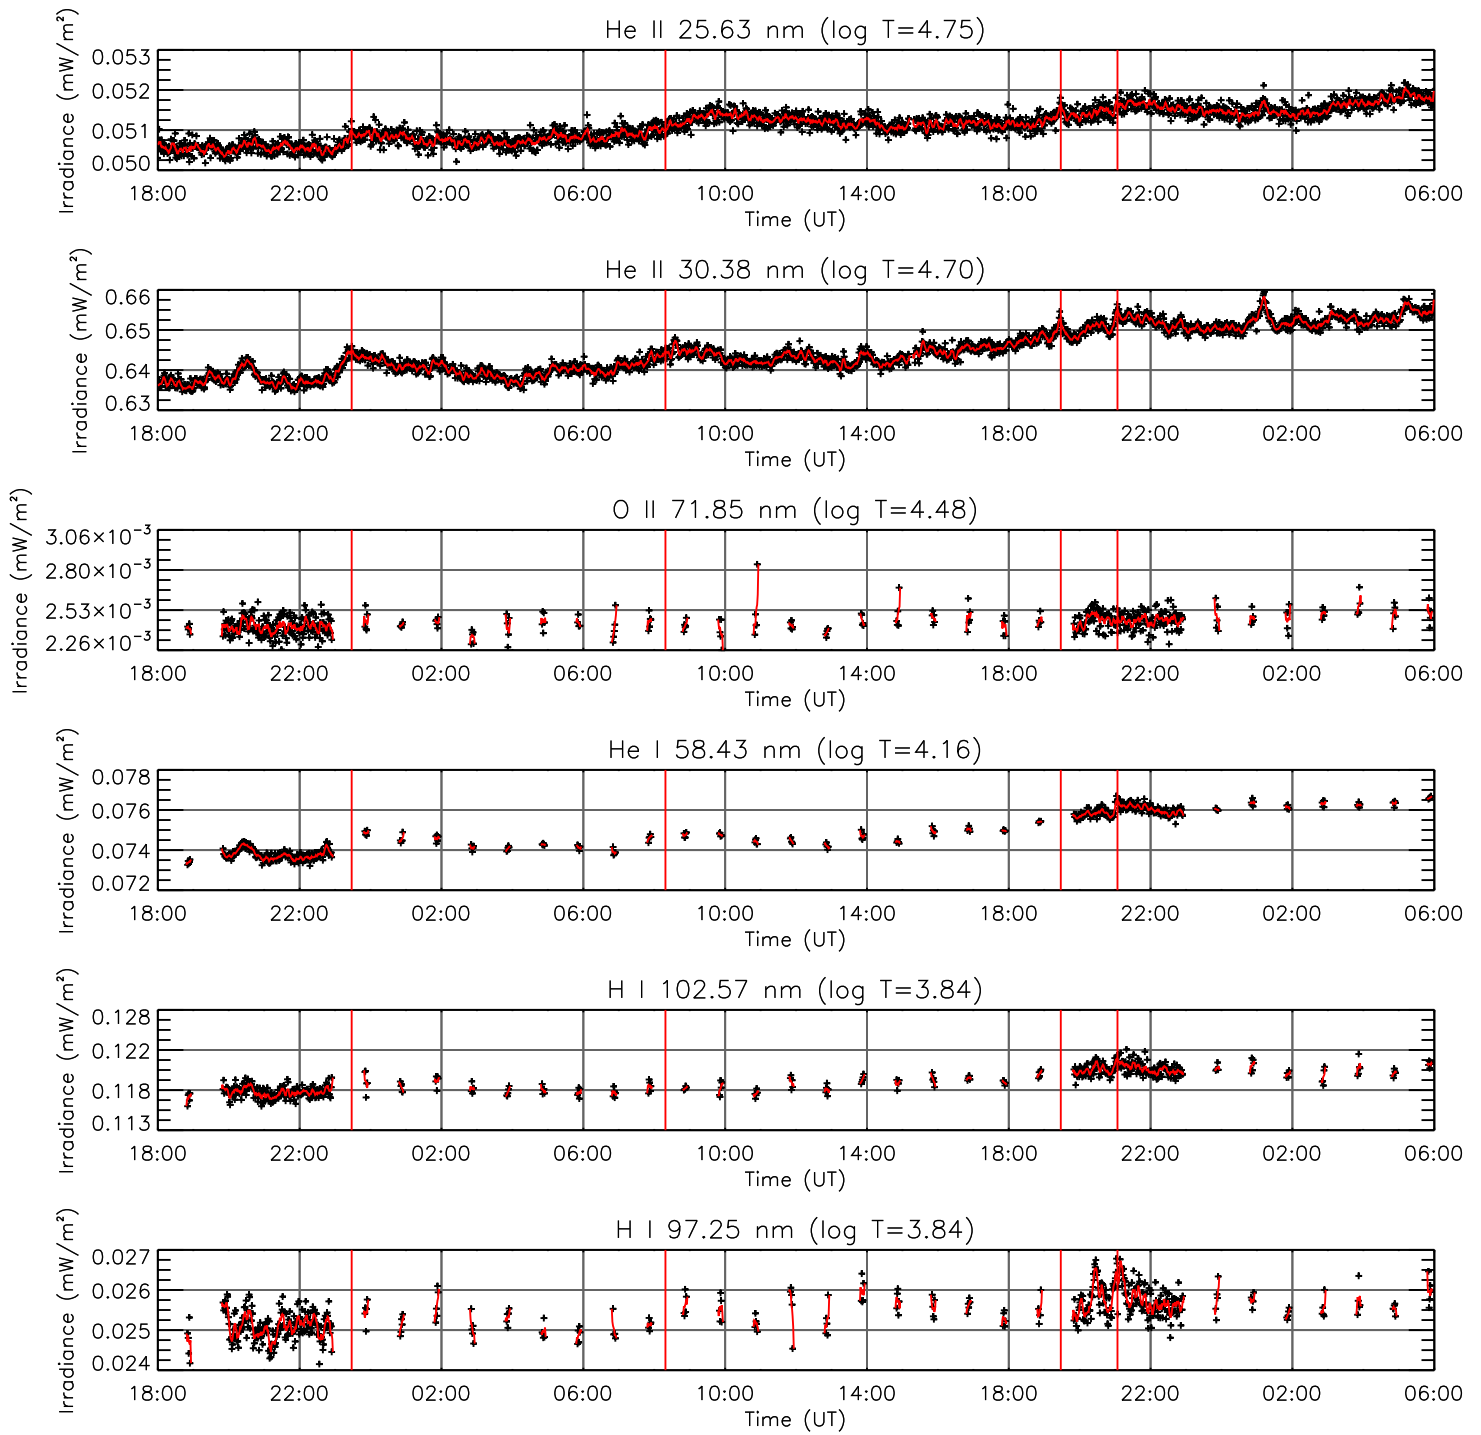 He II 25.63 nm (log T=4.75)
Irradiance (mW/m²)
0.053
0.052
0.051
0.050
18:00 22:00 02:00 06:00 10:00 14:00 18:00 22:00 02:00 06:00
Time (UT)
He II 30.38 nm (log T=4.70)
Irradiance (mW/m²)
0.66
0.65
0.64
0.63
18:00 22:00 02:00 06:00 10:00 14:00 18:00 22:00 02:00 06:00
Time (UT)
O II 71.85 nm (log T=4.48)
Irradiance (mW/m²)
3.06×10⁻³
2.80×10⁻³
2.53×10⁻³
2.26×10⁻³
18:00 22:00 02:00 06:00 10:00 14:00 18:00 22:00 02:00 06:00
Time (UT)
He I 58.43 nm (log T=4.16)
Irradiance (mW/m²)
0.078
0.076
0.074
0.072
18:00 22:00 02:00 06:00 10:00 14:00 18:00 22:00 02:00 06:00
Time (UT)
H I 102.57 nm (log T=3.84)
Irradiance (mW/m²)
0.128
0.122
0.118
0.113
18:00 22:00 02:00 06:00 10:00 14:00 18:00 22:00 02:00 06:00
Time (UT)
H I 97.25 nm (log T=3.84)
Irradiance (mW/m²)
0.027
0.026
0.025
0.024
18:00 22:00 02:00 06:00 10:00 14:00 18:00 22:00 02:00 06:00
Time (UT)